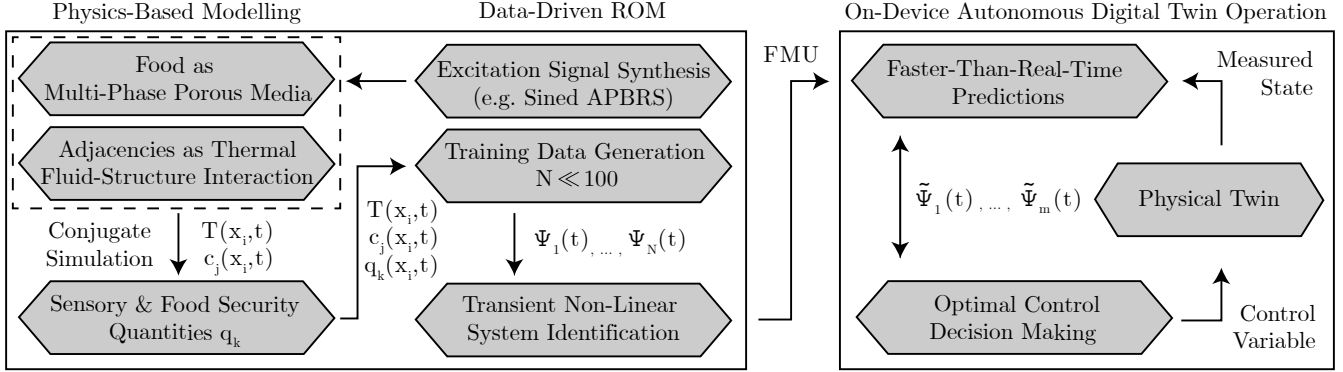 Physics-Based Modelling
Data-Driven ROM
On-Device Autonomous Digital Twin Operation
Food as
Multi-Phase Porous Media
Adjacencies as Thermal
Fluid-Structure Interaction
Conjugate
Simulation
T(xᵢ,t)
cⱼ(xᵢ,t)
Sensory & Food Security
Quantities qₖ
Excitation Signal Synthesis
(e.g. Sined APBRS)
Training Data Generation
N ≪ 100
T(xᵢ,t)
cⱼ(xᵢ,t)
qₖ(xᵢ,t)
Ψ₁(t) , ... , Ψ_N(t)
Transient Non-Linear
System Identification
FMU
Faster-Than-Real-Time
Predictions
Measured
State
Ψ̃₁(t) , ... , Ψ̃ₘ(t)
Physical Twin
Optimal Control
Decision Making
Control
Variable